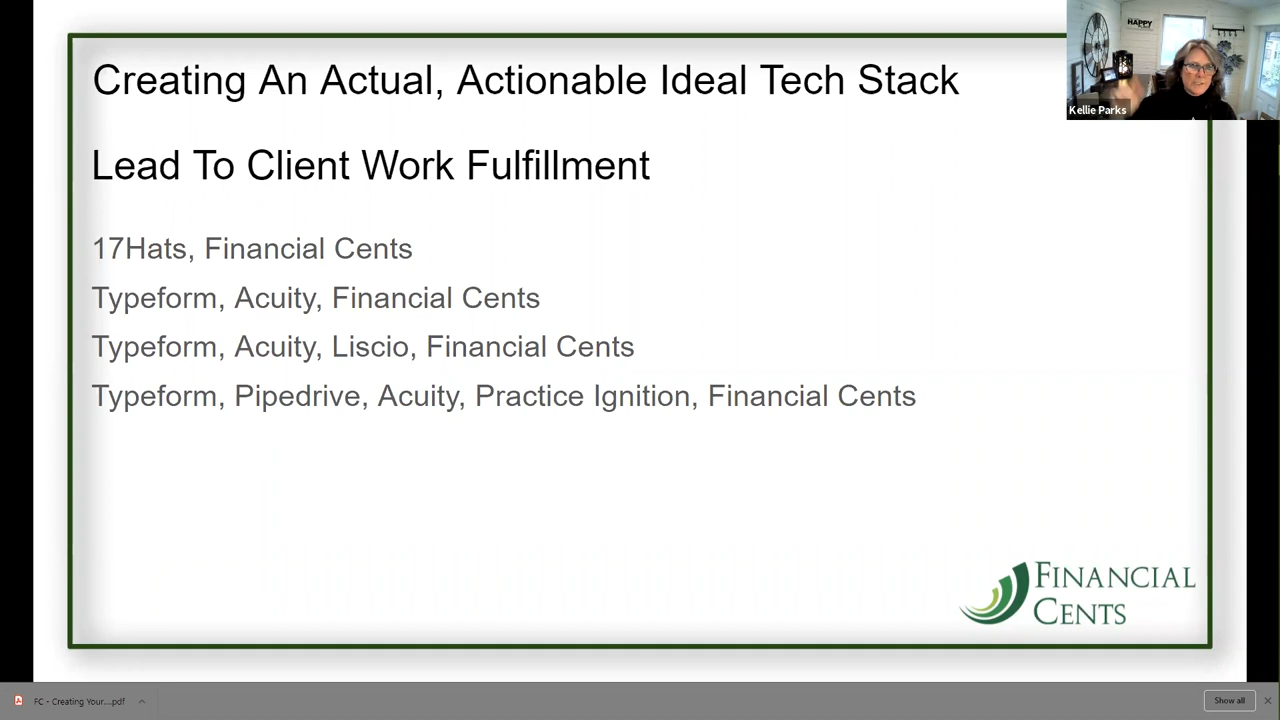 Creating An Actual, Actionable Ideal Tech Stack
Lead To Client Work Fulfillment
17Hats, Financial Cents
Typeform, Acuity, Financial Cents
Typeform, Acuity, Liscio, Financial Cents
Typeform, Pipedrive, Acuity, Practice Ignition, Financial Cents
FINANCIAL
CENTS
HAPPY
Kellie Parks
FC - Creating Your....pdf
Show all